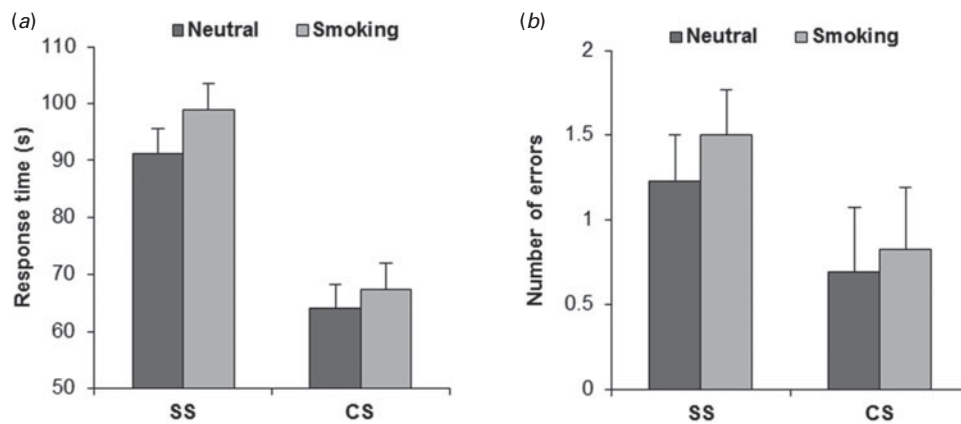 (a)
Neutral Smoking
Response time (s)
110
100
90
80
70
60
50
SS CS
(b)
Neutral Smoking
Number of errors
2
1.5
1
0.5
0
SS CS